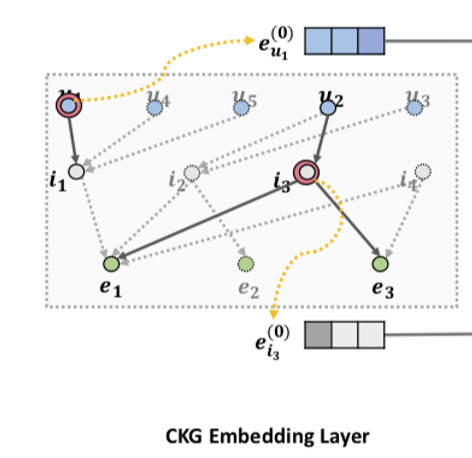 e_{u_1}^{(0)}
u_4 u_5 u_2 u_3
i_1 i_2 i_3 i_4
e_1 e_2 e_3
e_{i_3}^{(0)}
CKG Embedding Layer